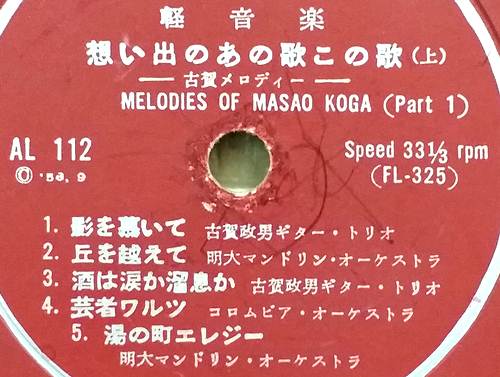 軽音楽
想い出のあの歌この歌(上)
── 古賀メロディー ──
MELODIES OF MASAO KOGA (Part 1)
AL 112
Ⓒ '58. 9
Speed 33⅓ rpm
(FL-325)
1. 影を慕いて 古賀政男ギター・トリオ
2. 丘を越えて 明大マンドリン・オーケストラ
3. 酒は涙か溜息か 古賀政男ギター・トリオ
4. 芸者ワルツ コロムビア・オーケストラ
5. 湯の町エレジー
明大マンドリン・オーケストラ